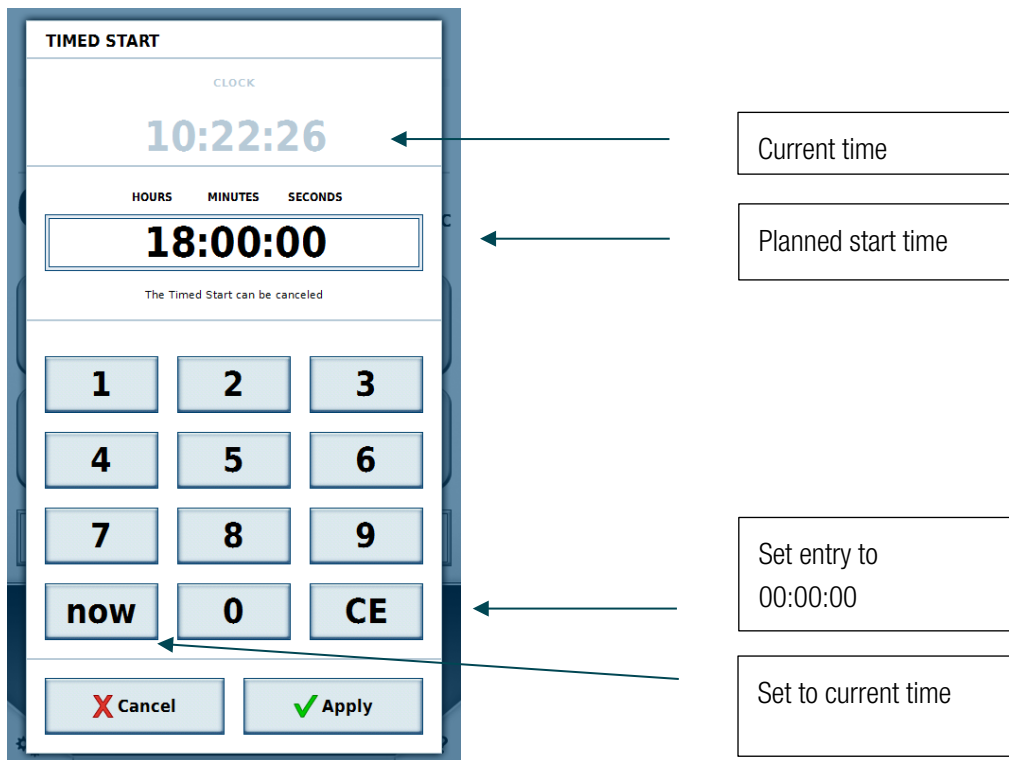 TIMED START
CLOCK
10:22:26
Current time
HOURS MINUTES SECONDS
18:00:00
Planned start time
C
The Timed Start can be canceled
1 2 3
4 5 6
7 8 9
now 0 CE
Set entry to
00:00:00
Set to current time
Cancel Apply
?